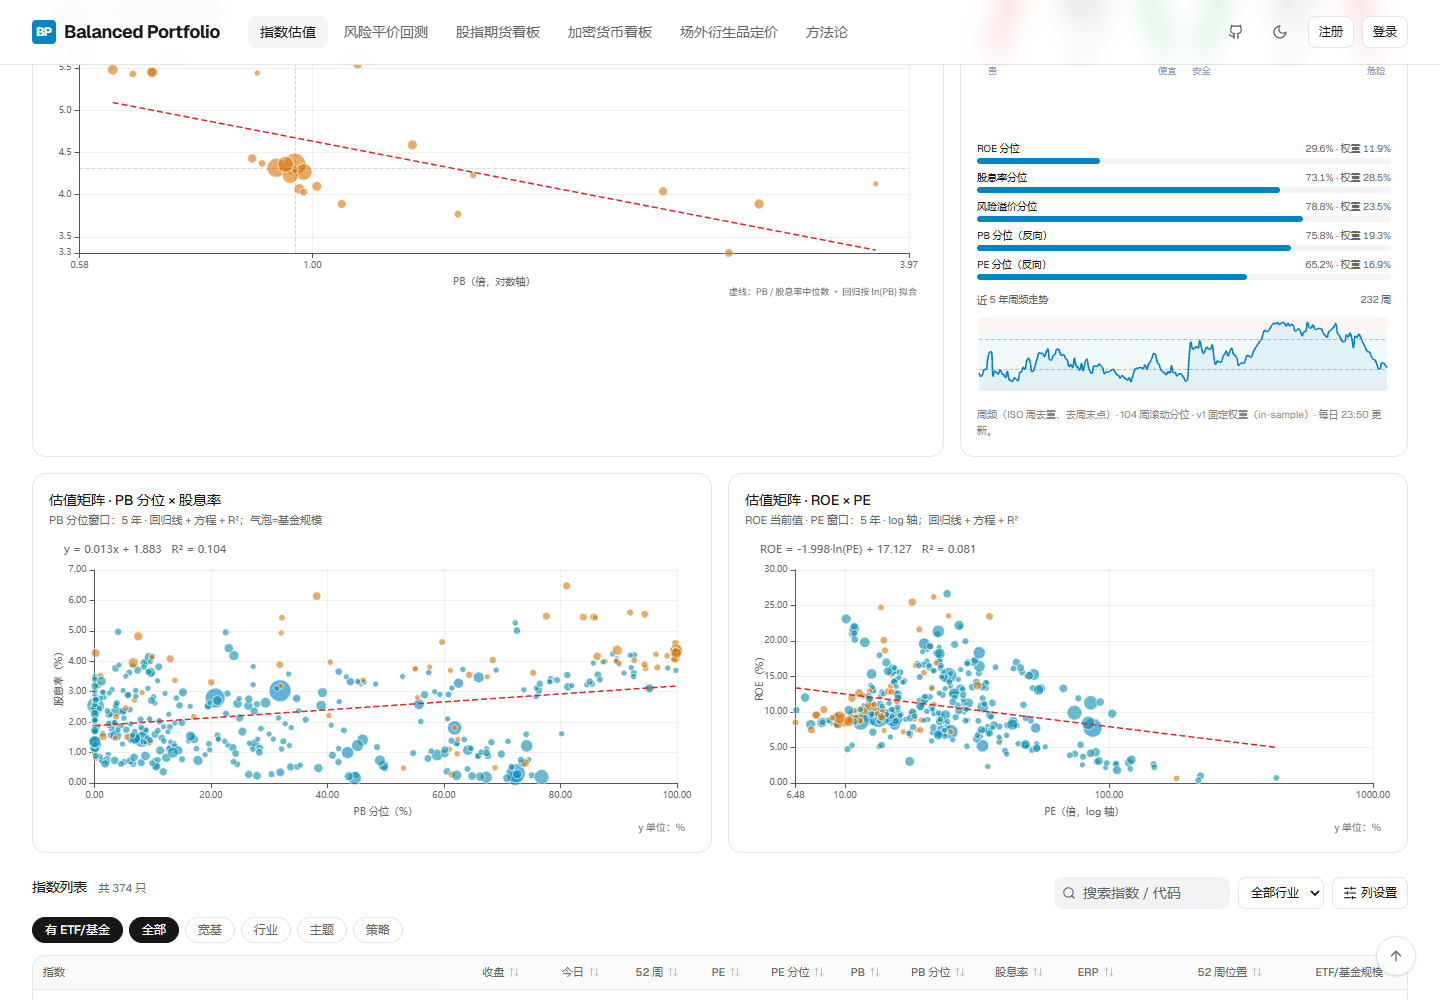 BP Balanced Portfolio 指数估值 风险平价回测 股指期货看板 加密货币看板 场外衍生品定价 方法论 注册 登录
贵 便宜 安全 危险
5.5
5.0
4.5
4.0
3.5
3.3
0.58 1.00 3.97
PB（倍，对数轴）
虚线：PB / 股息率中位数 · 回归按 ln(PB) 拟合
ROE 分位 29.6% · 权重 11.9%
股息率分位 73.1% · 权重 28.5%
风险溢价分位 78.8% · 权重 23.5%
PB 分位（反向） 75.8% · 权重 19.3%
PE 分位（反向） 65.2% · 权重 16.9%
近 5 年周频走势 232 周
周频（ISO 周去重、去周末点）· 104 周滚动分位 · v1 固定权重（in-sample）· 每日 23:50 更
新。
估值矩阵 · PB 分位 × 股息率
PB 分位窗口：5 年 · 回归线 + 方程 + R²；气泡=基金规模
y = 0.013x + 1.883 R² = 0.104
7.00
6.00
5.00
4.00
3.00
2.00
1.00
0.00
股息率（%）
0.00 20.00 40.00 60.00 80.00 100.00
PB 分位（%）
y 单位：%
估值矩阵 · ROE × PE
ROE 当前值 · PE 窗口：5 年 · log 轴；回归线 + 方程 + R²
ROE = -1.998·ln(PE) + 17.127 R² = 0.081
30.00
25.00
20.00
15.00
10.00
5.00
0.00
ROE（%）
6.48 10.00 100.00 1000.00
PE（倍，log 轴）
y 单位：%
指数列表 共 374 只
搜索指数 / 代码 全部行业 列设置
有 ETF/基金 全部 宽基 行业 主题 策略
指数 收盘 今日 52 周 PE PE 分位 PB PB 分位 股息率 ERP 52 周位置 ETF/基金规模